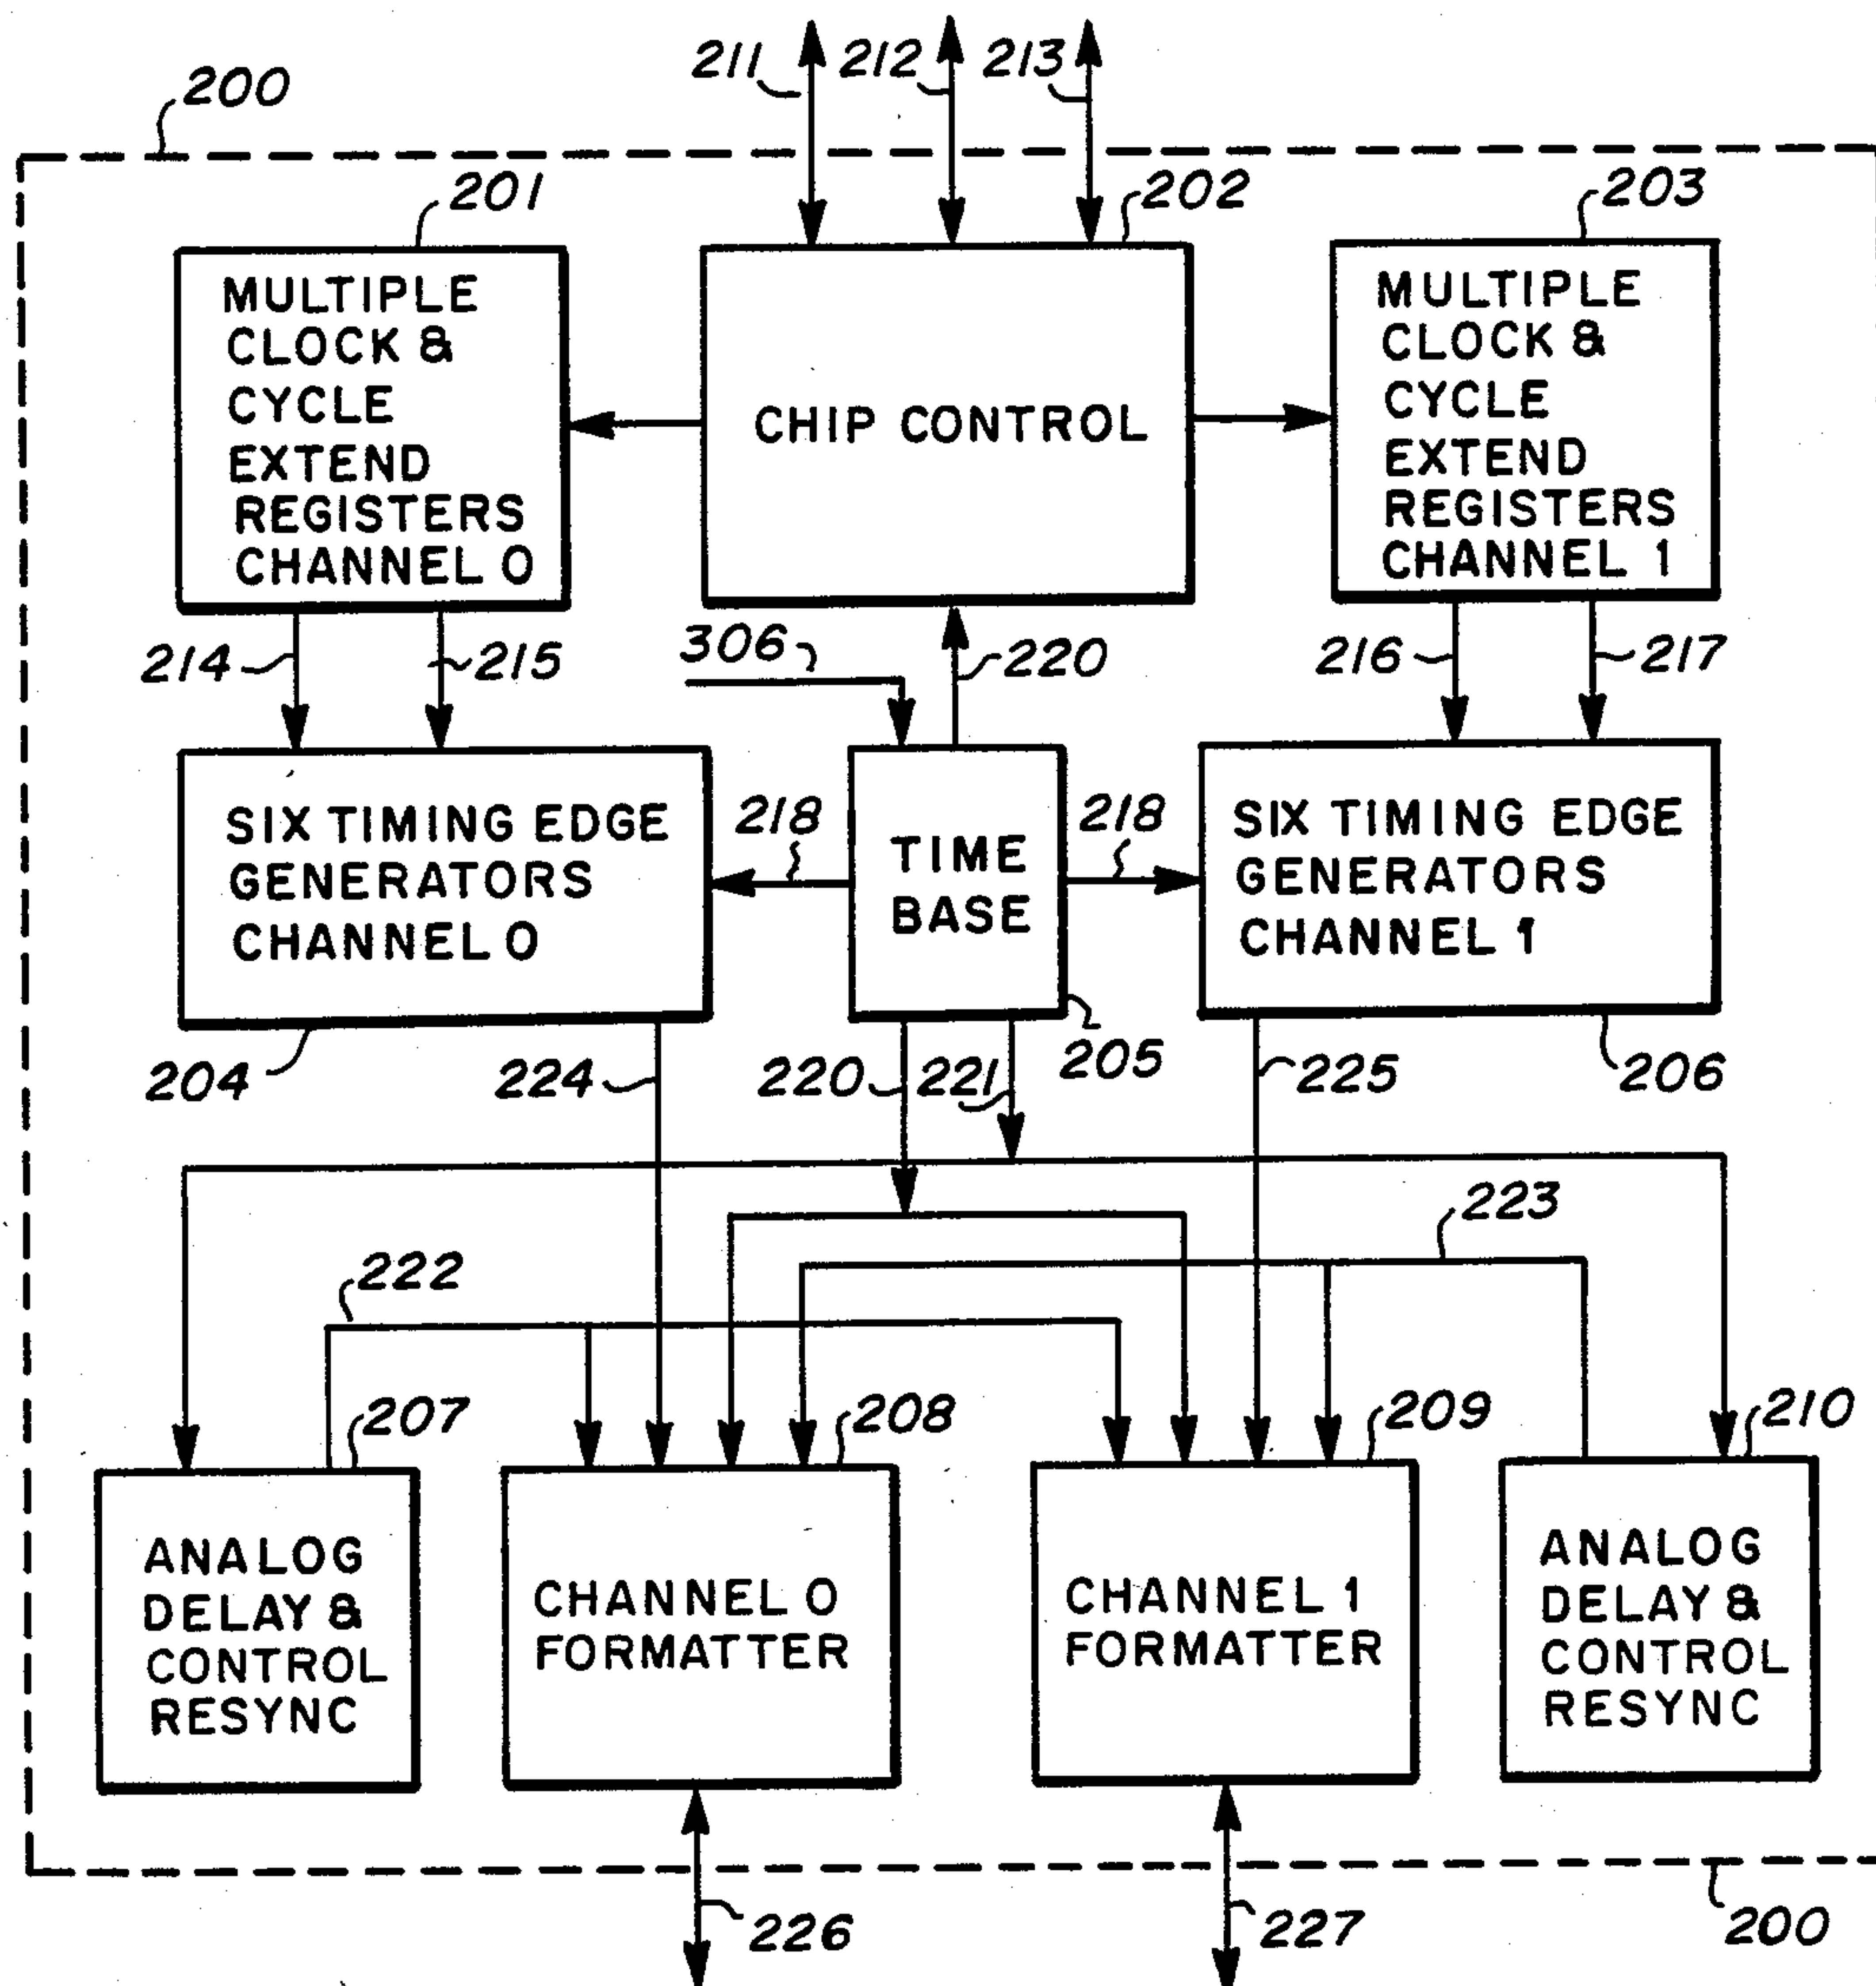 211 212 213
200
201 202 203
MULTIPLE
CLOCK &
CYCLE
EXTEND
REGISTERS
CHANNEL 0
CHIP CONTROL
MULTIPLE
CLOCK &
CYCLE
EXTEND
REGISTERS
CHANNEL 1
214 215 306 220 216 217
SIX TIMING EDGE
GENERATORS
CHANNEL 0
218
TIME
BASE
218
SIX TIMING EDGE
GENERATORS
CHANNEL 1
204 224 220 221 205 225 206
223
222
207 208 209 210
ANALOG
DELAY &
CONTROL
RESYNC
CHANNEL 0
FORMATTER
CHANNEL 1
FORMATTER
ANALOG
DELAY &
CONTROL
RESYNC
226 227 200